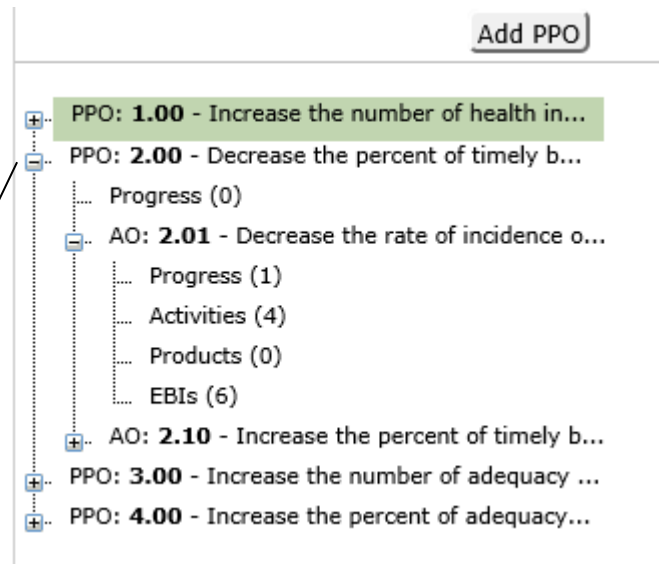 Add PPO
PPO: 1.00 - Increase the number of health in...
PPO: 2.00 - Decrease the percent of timely b...
Progress (0)
AO: 2.01 - Decrease the rate of incidence o...
Progress (1)
Activities (4)
Products (0)
EBIs (6)
AO: 2.10 - Increase the percent of timely b...
PPO: 3.00 - Increase the number of adequacy ...
PPO: 4.00 - Increase the percent of adequacy...